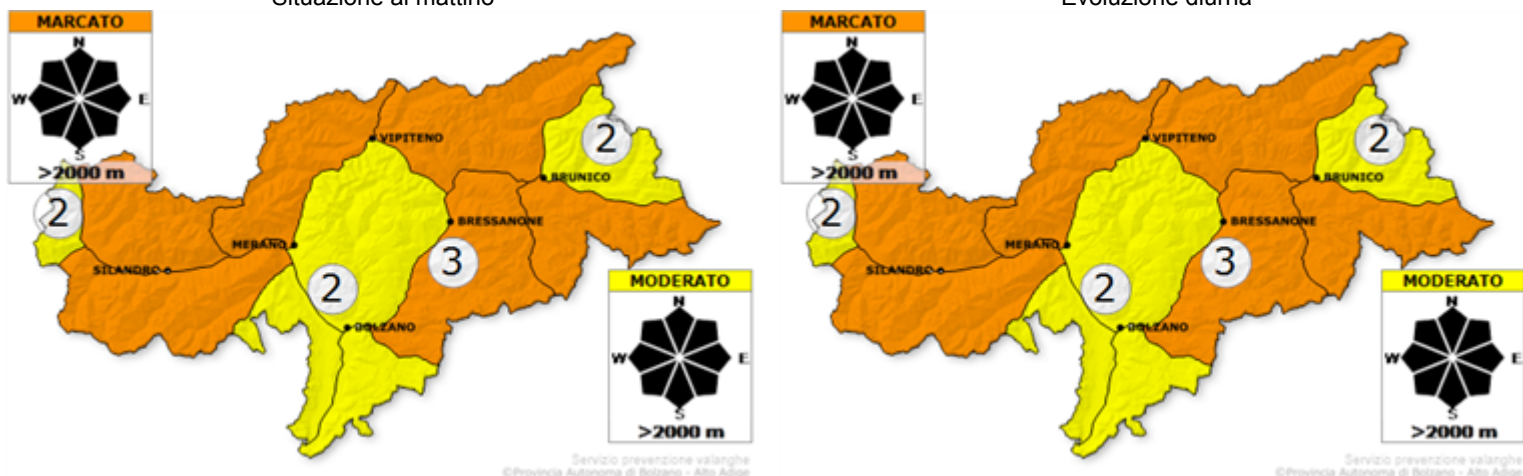 Situazione al mattino
MARCATO
N
W
E
S
>2000 m
2
VIPITENO
2
BRUNICO
BRESSANONE
MERANO
3
SILANDRO
2
BOLZANO
MODERATO
N
W
E
S
>2000 m
Servizio prevenzione valanghe
©Provincia Autonoma di Bolzano - Alto Adige
Evoluzione diurna
MARCATO
N
W
E
S
>2000 m
2
VIPITENO
2
BRUNICO
BRESSANONE
MERANO
3
SILANDRO
2
BOLZANO
MODERATO
N
W
E
S
>2000 m
Servizio prevenzione valanghe
©Provincia Autonoma di Bolzano - Alto Adige